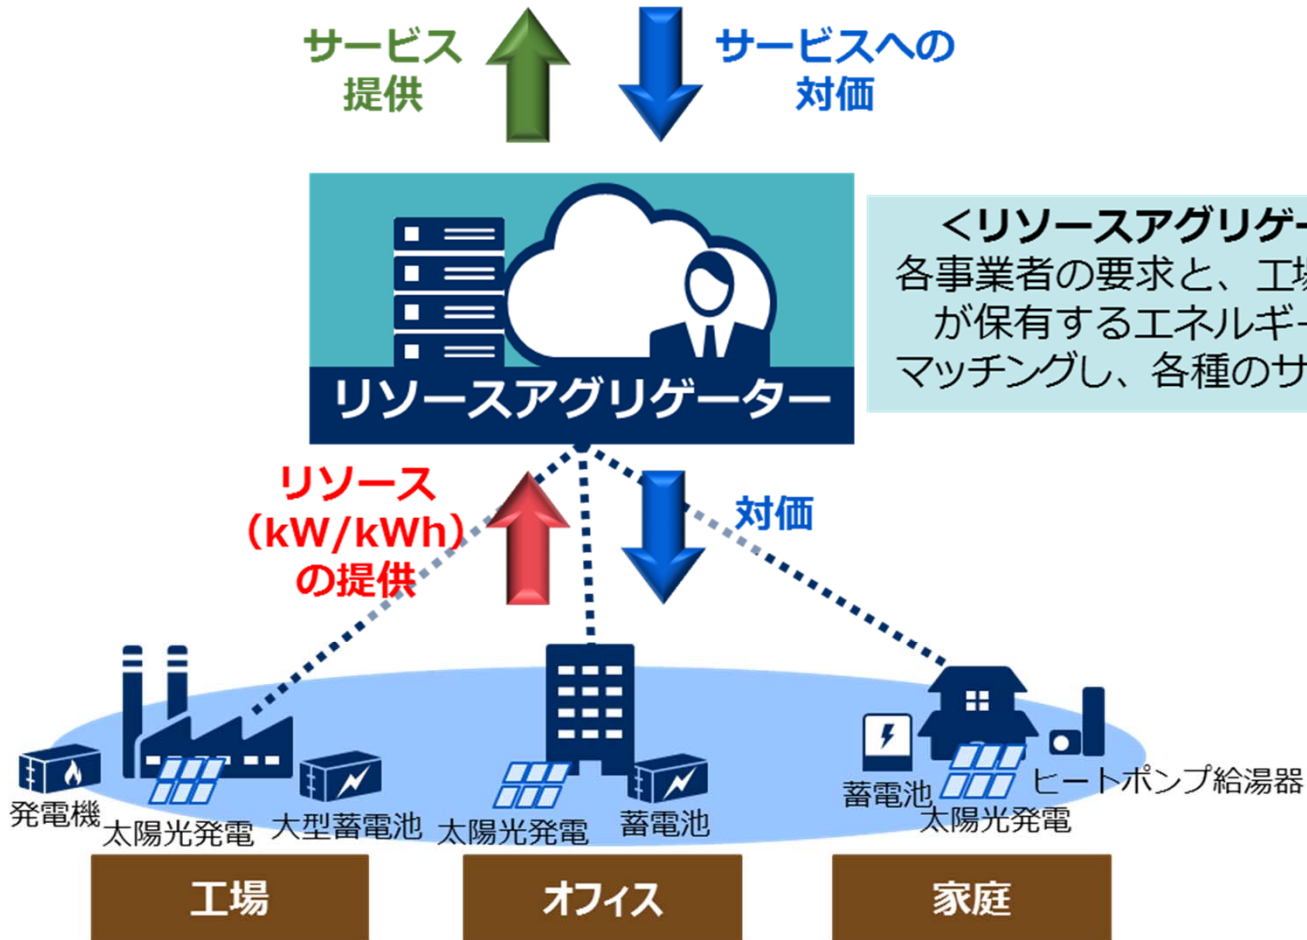 サービス
提供
サービスへの
対価
リソースアグリゲーター
<リソースアグリゲー
各事業者の要求と、工場
が保有するエネルギー
マッチングし、各種のサ
リソース
(kW/kWh)
の提供
対価
発電機
太陽光発電
大型蓄電池
太陽光発電
蓄電池
蓄電池
太陽光発電
ヒートポンプ給湯器
工場
オフィス
家庭